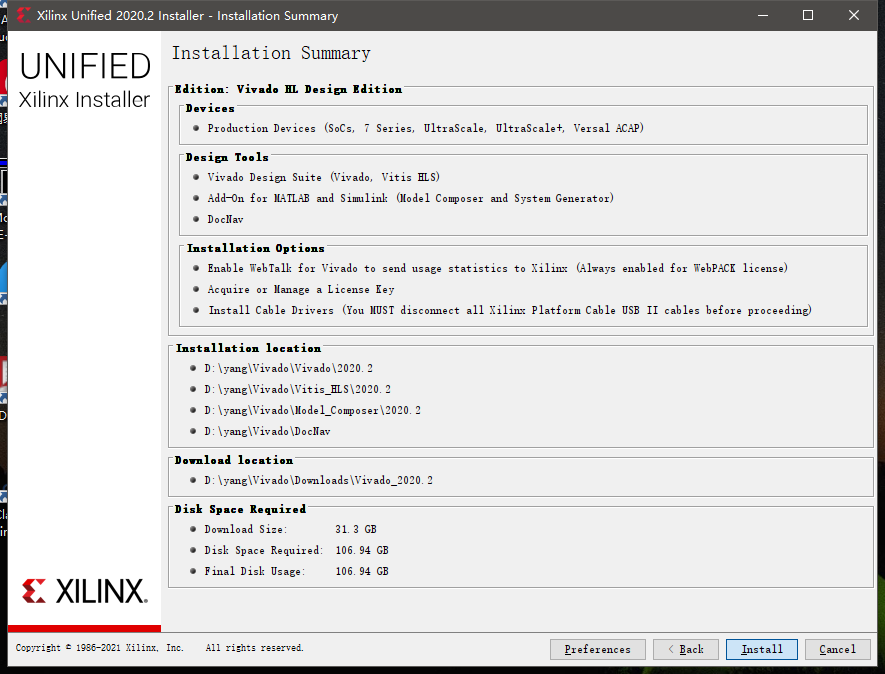 Xilinx Unified 2020.2 Installer - Installation Summary
UNIFIED
Xilinx Installer
Installation Summary
Edition: Vivado HL Design Edition
Devices
Production Devices (SoCs, 7 Series, UltraScale, UltraScale+, Versal ACAP)
Design Tools
Vivado Design Suite (Vivado, Vitis HLS)
Add-On for MATLAB and Simulink (Model Composer and System Generator)
DocNav
Installation Options
Enable WebTalk for Vivado to send usage statistics to Xilinx (Always enabled for WebPACK license)
Acquire or Manage a License Key
Install Cable Drivers (You MUST disconnect all Xilinx Platform Cable USB II cables before proceeding)
Installation location
D:\yang\Vivado\Vivado\2020.2
D:\yang\Vivado\Vitis_HLS\2020.2
D:\yang\Vivado\Model_Composer\2020.2
D:\yang\Vivado\DocNav
Download location
D:\yang\Vivado\Downloads\Vivado_2020.2
Disk Space Required
Download Size: 31.3 GB
Disk Space Required: 106.94 GB
Final Disk Usage: 106.94 GB
XILINX.
Copyright © 1986-2021 Xilinx, Inc. All rights reserved.
Preferences < Back Install Cancel